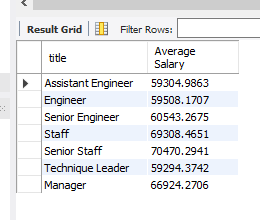 Result Grid Filter Rows:
title Average Salary
Assistant Engineer 59304.9863
Engineer 59508.1707
Senior Engineer 60543.2675
Staff 69308.4651
Senior Staff 70470.2941
Technique Leader 59294.3742
Manager 66924.2706